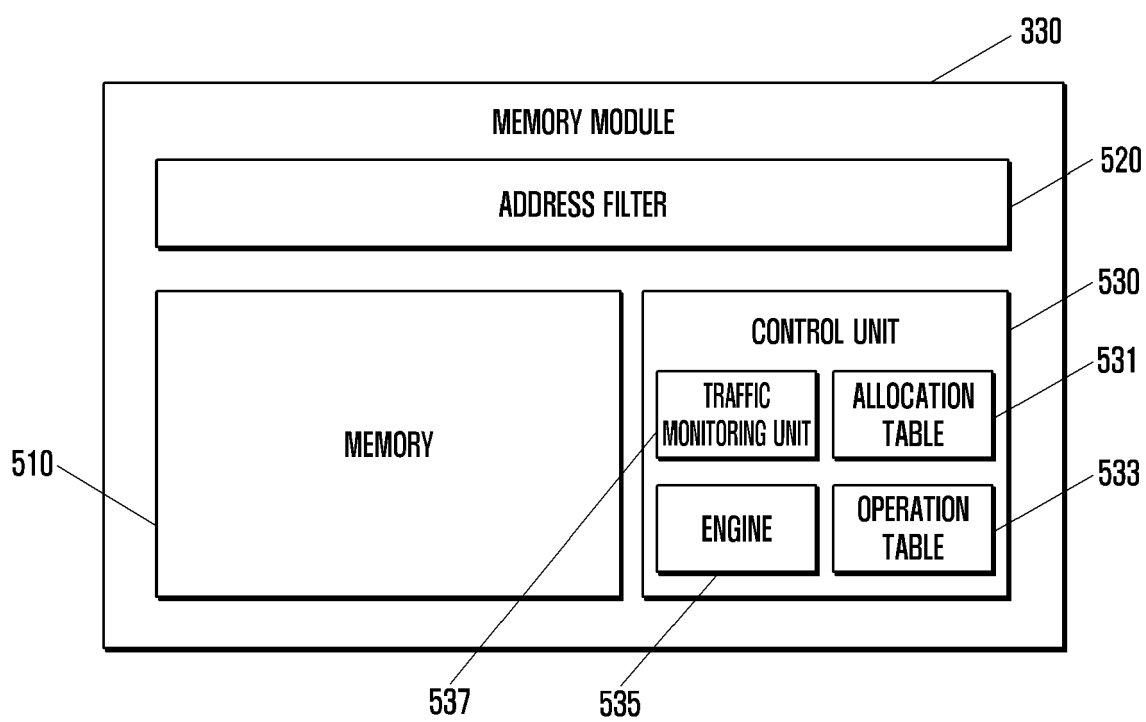 330
MEMORY MODULE
520
ADDRESS FILTER
530
CONTROL UNIT
531
TRAFFIC
MONITORING UNIT
ALLOCATION
TABLE
MEMORY
510
533
ENGINE
OPERATION
TABLE
537
535